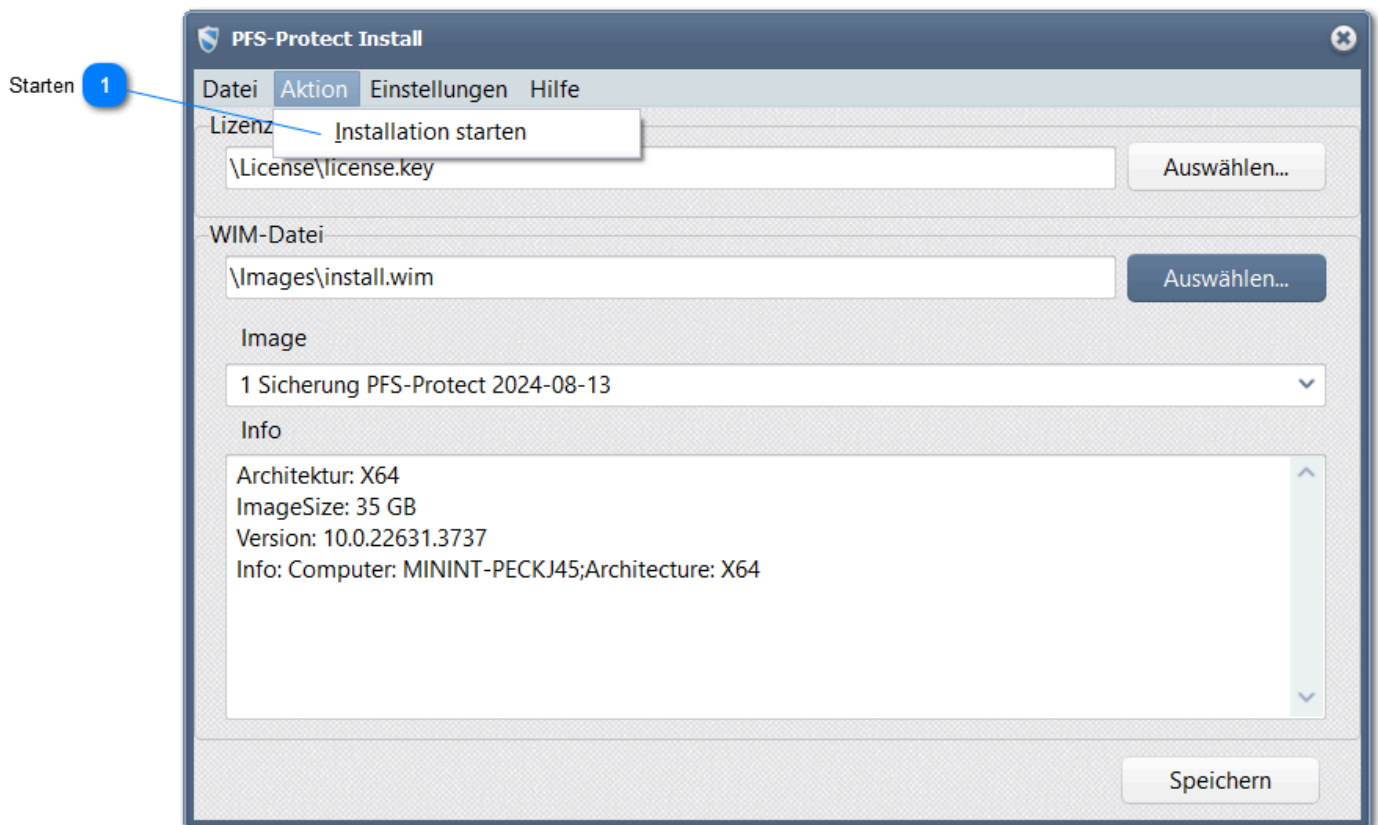 PFS-Protect Install
Starten 1
Datei Aktion Einstellungen Hilfe
Installation starten
Lizenz
\License\license.key Auswählen...
WIM-Datei
\Images\install.wim Auswählen...
Image
1 Sicherung PFS-Protect 2024-08-13
Info
Architektur: X64
ImageSize: 35 GB
Version: 10.0.22631.3737
Info: Computer: MININT-PECKJ45;Architecture: X64
Speichern